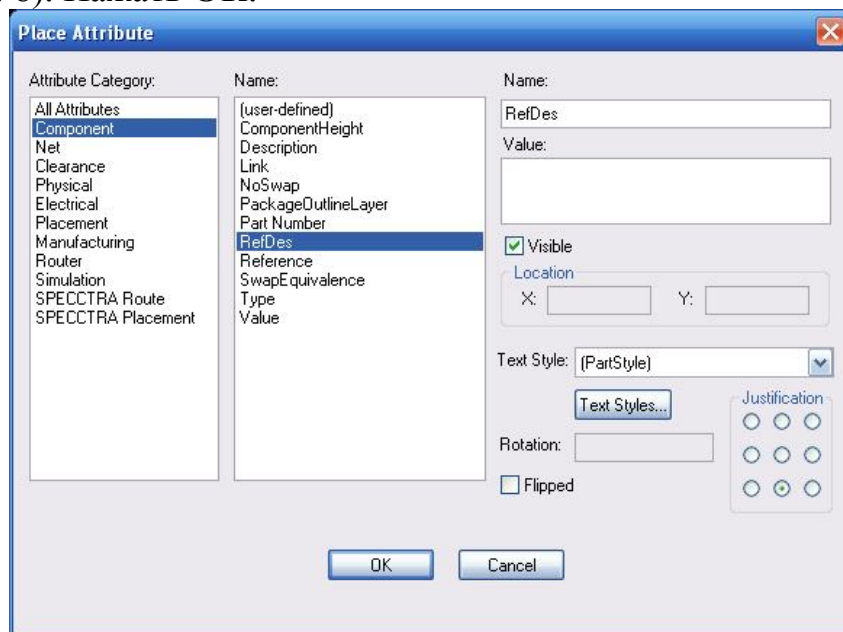 Place Attribute
Attribute Category:
All Attributes
Component
Net
Clearance
Physical
Electrical
Placement
Manufacturing
Router
Simulation
SPECCTRA Route
SPECCTRA Placement
Name:
(user-defined)
ComponentHeight
Description
Link
NoSwap
PackageOutlineLayer
Part Number
RefDes
Reference
SwapEquivalence
Type
Value
Name:
RefDes
Value:
Visible
Location
X:
Y:
Text Style:
(PartStyle)
Text Styles...
Justification
Rotation:
Flipped
OK
Cancel